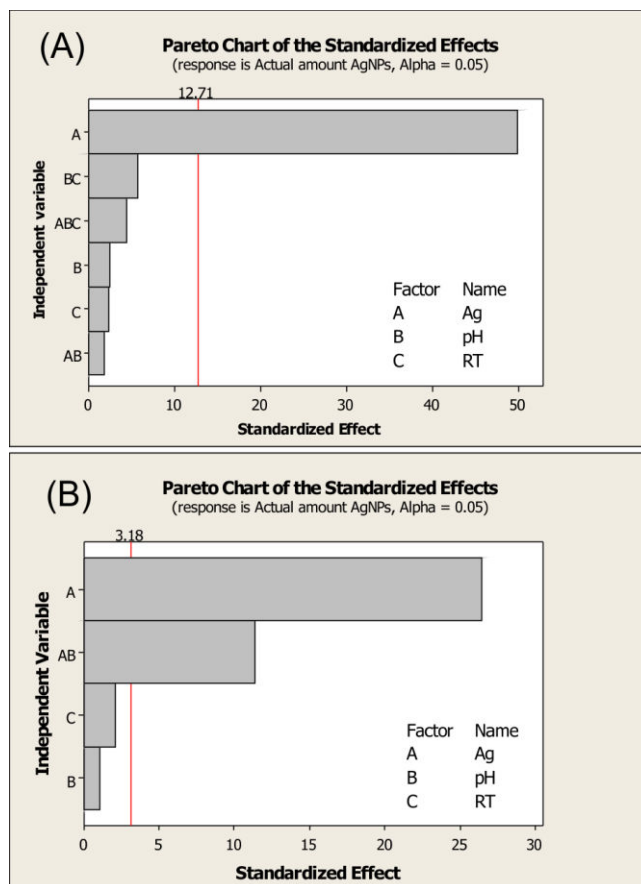 (A)
Pareto Chart of the Standardized Effects
(response is Actual amount AgNPs, Alpha = 0.05)
12.71
Independent variable
A
BC
ABC
B
C
AB
Factor Name
A Ag
B pH
C RT
0 10 20 30 40 50
Standardized Effect
(B)
Pareto Chart of the Standardized Effects
(response is Actual amount AgNPs, Alpha = 0.05)
3.18
Independent Variable
A
AB
C
B
Factor Name
A Ag
B pH
C RT
0 5 10 15 20 25 30
Standardized Effect